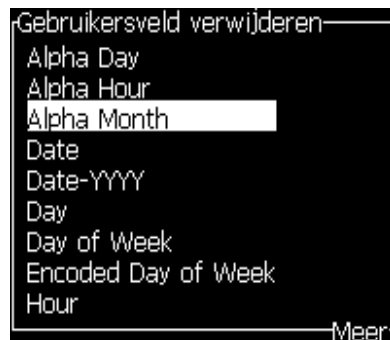 Gebruikersveld verwijderen
Alpha Day
Alpha Hour
Alpha Month
Date
Date-YYYY
Day
Day of Week
Encoded Day of Week
Hour
Meer